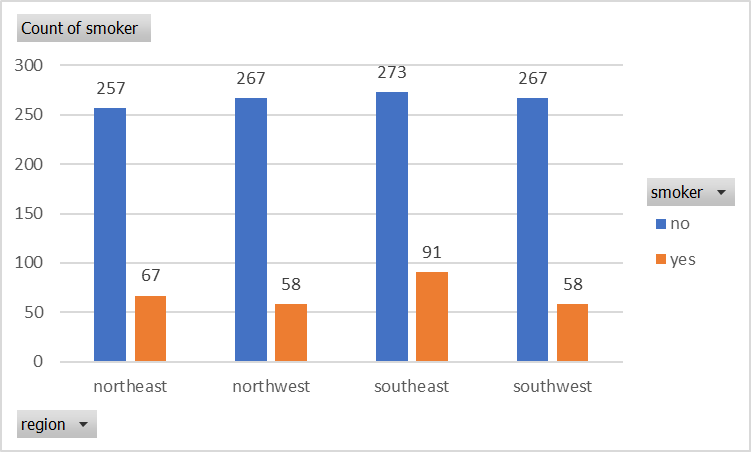 Count of smoker
300
250
200
150
100
50
0
257
67
267
58
273
91
267
58
northeast
northwest
southeast
southwest
smoker
no
yes
region